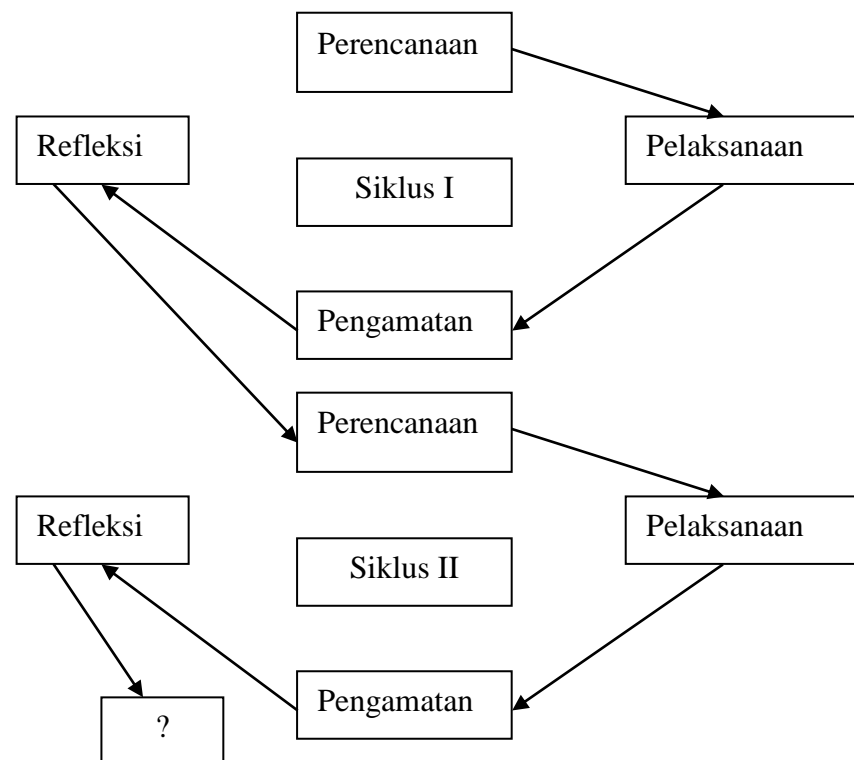 Perencanaan
Refleksi
Pelaksanaan
Siklus I
Pengamatan
Perencanaan
Refleksi
Pelaksanaan
Siklus II
Pengamatan
?